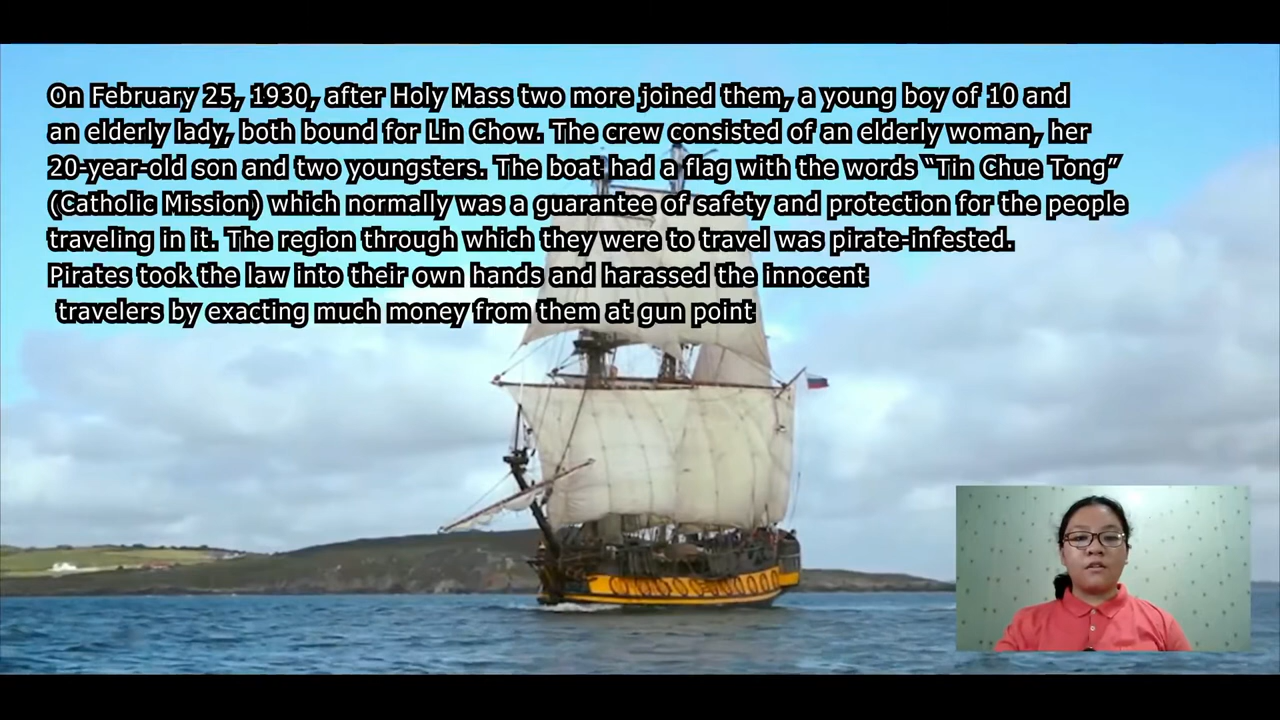 On February 25, 1930, after Holy Mass two more joined them, a young boy of 10 and
an elderly lady, both bound for Lin Chow. The crew consisted of an elderly woman, her
20-year-old son and two youngsters. The boat had a flag with the words “Tin Chue Tong”
(Catholic Mission) which normally was a guarantee of safety and protection for the people
traveling in it. The region through which they were to travel was pirate-infested.
Pirates took the law into their own hands and harassed the innocent
travelers by exacting much money from them at gun point